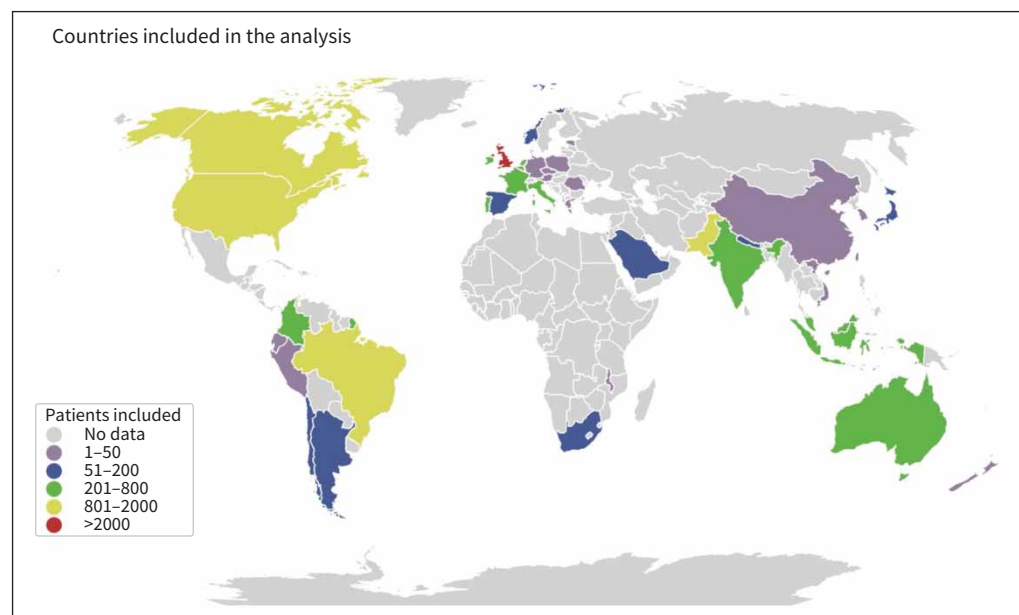 Countries included in the analysis
Patients included
No data
1–50
51–200
201–800
801–2000
>2000